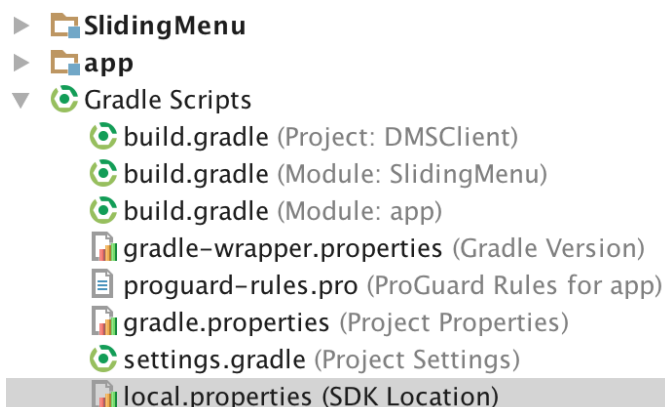 SlidingMenu
app
Gradle Scripts
build.gradle (Project: DMSClient)
build.gradle (Module: SlidingMenu)
build.gradle (Module: app)
gradle-wrapper.properties (Gradle Version)
proguard-rules.pro (ProGuard Rules for app)
gradle.properties (Project Properties)
settings.gradle (Project Settings)
local.properties (SDK Location)